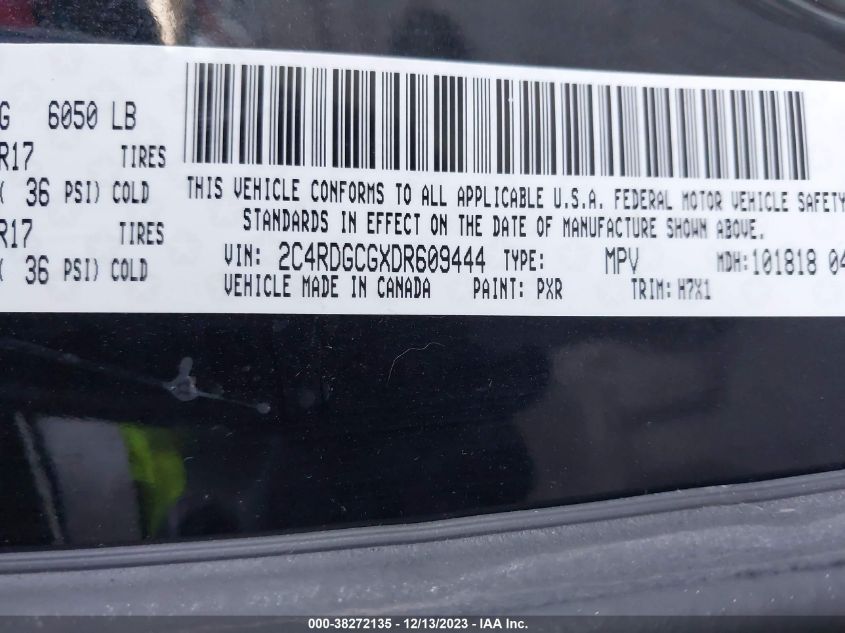 G 6050 LB
R17 TIRES
( 36 PSI) COLD
R17 TIRES
( 36 PSI) COLD
THIS VEHICLE CONFORMS TO ALL APPLICABLE U.S.A. FEDERAL MOTOR VEHICLE SAFETY
STANDARDS IN EFFECT ON THE DATE OF MANUFACTURE SHOWN ABOVE.
VIN: 2C4RDGCGXDR609444 TYPE: MPV MDH: 101818 04
VEHICLE MADE IN CANADA PAINT: PXR TRIM: H7X1
000-38272135 - 12/13/2023 - IAA Inc.